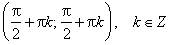 (π/2 + πk; π/2 + πk), k ∈ Z